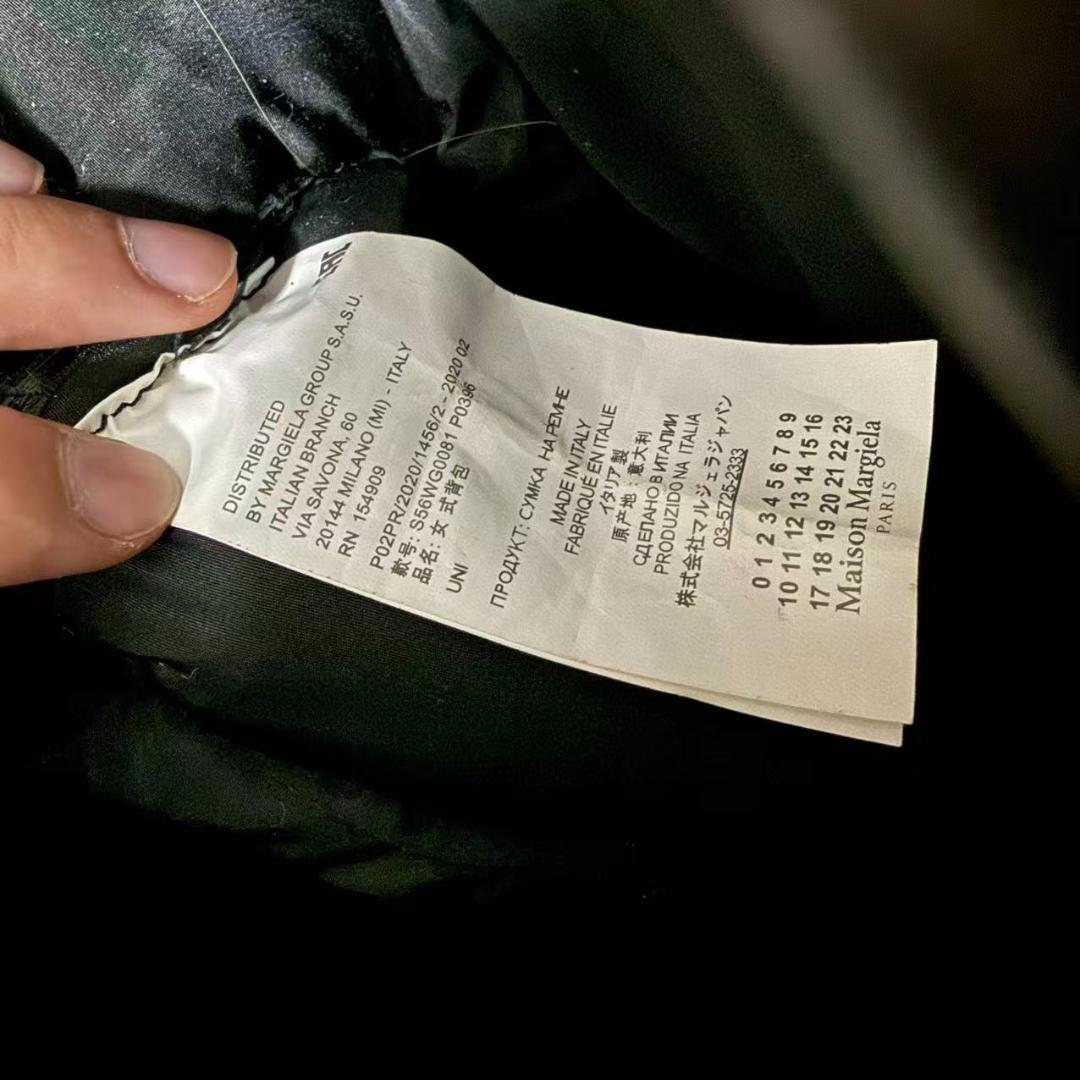 DISTRIBUTED
BY MARGIELA GROUP S.A.S.U.
ITALIAN BRANCH
VIA SAVONA, 60
20144 MILANO (MI) - ITALY
RN 154909
P02PR/2020/1456/2 - 2020 02
款号: S56WG0081 P0396
品名: 女 式背包
UNI
ПРОДУКТ: СУМКА НА РЕМНЕ
MADE IN ITALY
FABRIQUÉ EN ITALIE
イタリア製
原产地 : 意大利
СДЕПАНО В ИТАЛИИ
PRODUZIDO NA ITALIA
株式会社マルジェラジャパン
03-5725-2333
0 1 2 3 4 5 6 7 8 9
10 11 12 13 14 15 16
17 18 19 20 21 22 23
Maison Margiela
PARIS